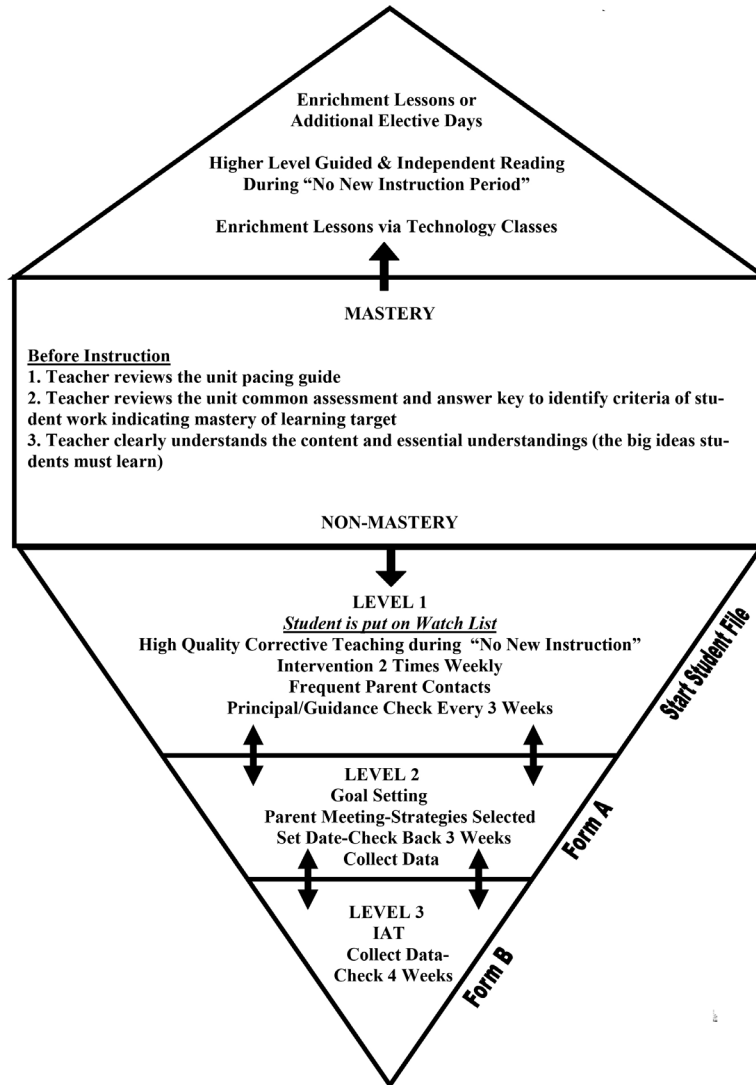 Enrichment Lessons or
Additional Elective Days
Higher Level Guided & Independent Reading
During “No New Instruction Period”
Enrichment Lessons via Technology Classes
MASTERY
Before Instruction
1. Teacher reviews the unit pacing guide
2. Teacher reviews the unit common assessment and answer key to identify criteria of stu-
dent work indicating mastery of learning target
3. Teacher clearly understands the content and essential understandings (the big ideas stu-
dents must learn)
NON-MASTERY
LEVEL 1
Student is put on Watch List
High Quality Corrective Teaching during “No New Instruction”
Intervention 2 Times Weekly
Frequent Parent Contacts
Principal/Guidance Check Every 3 Weeks
Start Student File
LEVEL 2
Goal Setting
Parent Meeting-Strategies Selected
Set Date-Check Back 3 Weeks
Collect Data
Form A
LEVEL 3
IAT
Collect Data-
Check 4 Weeks
Form B